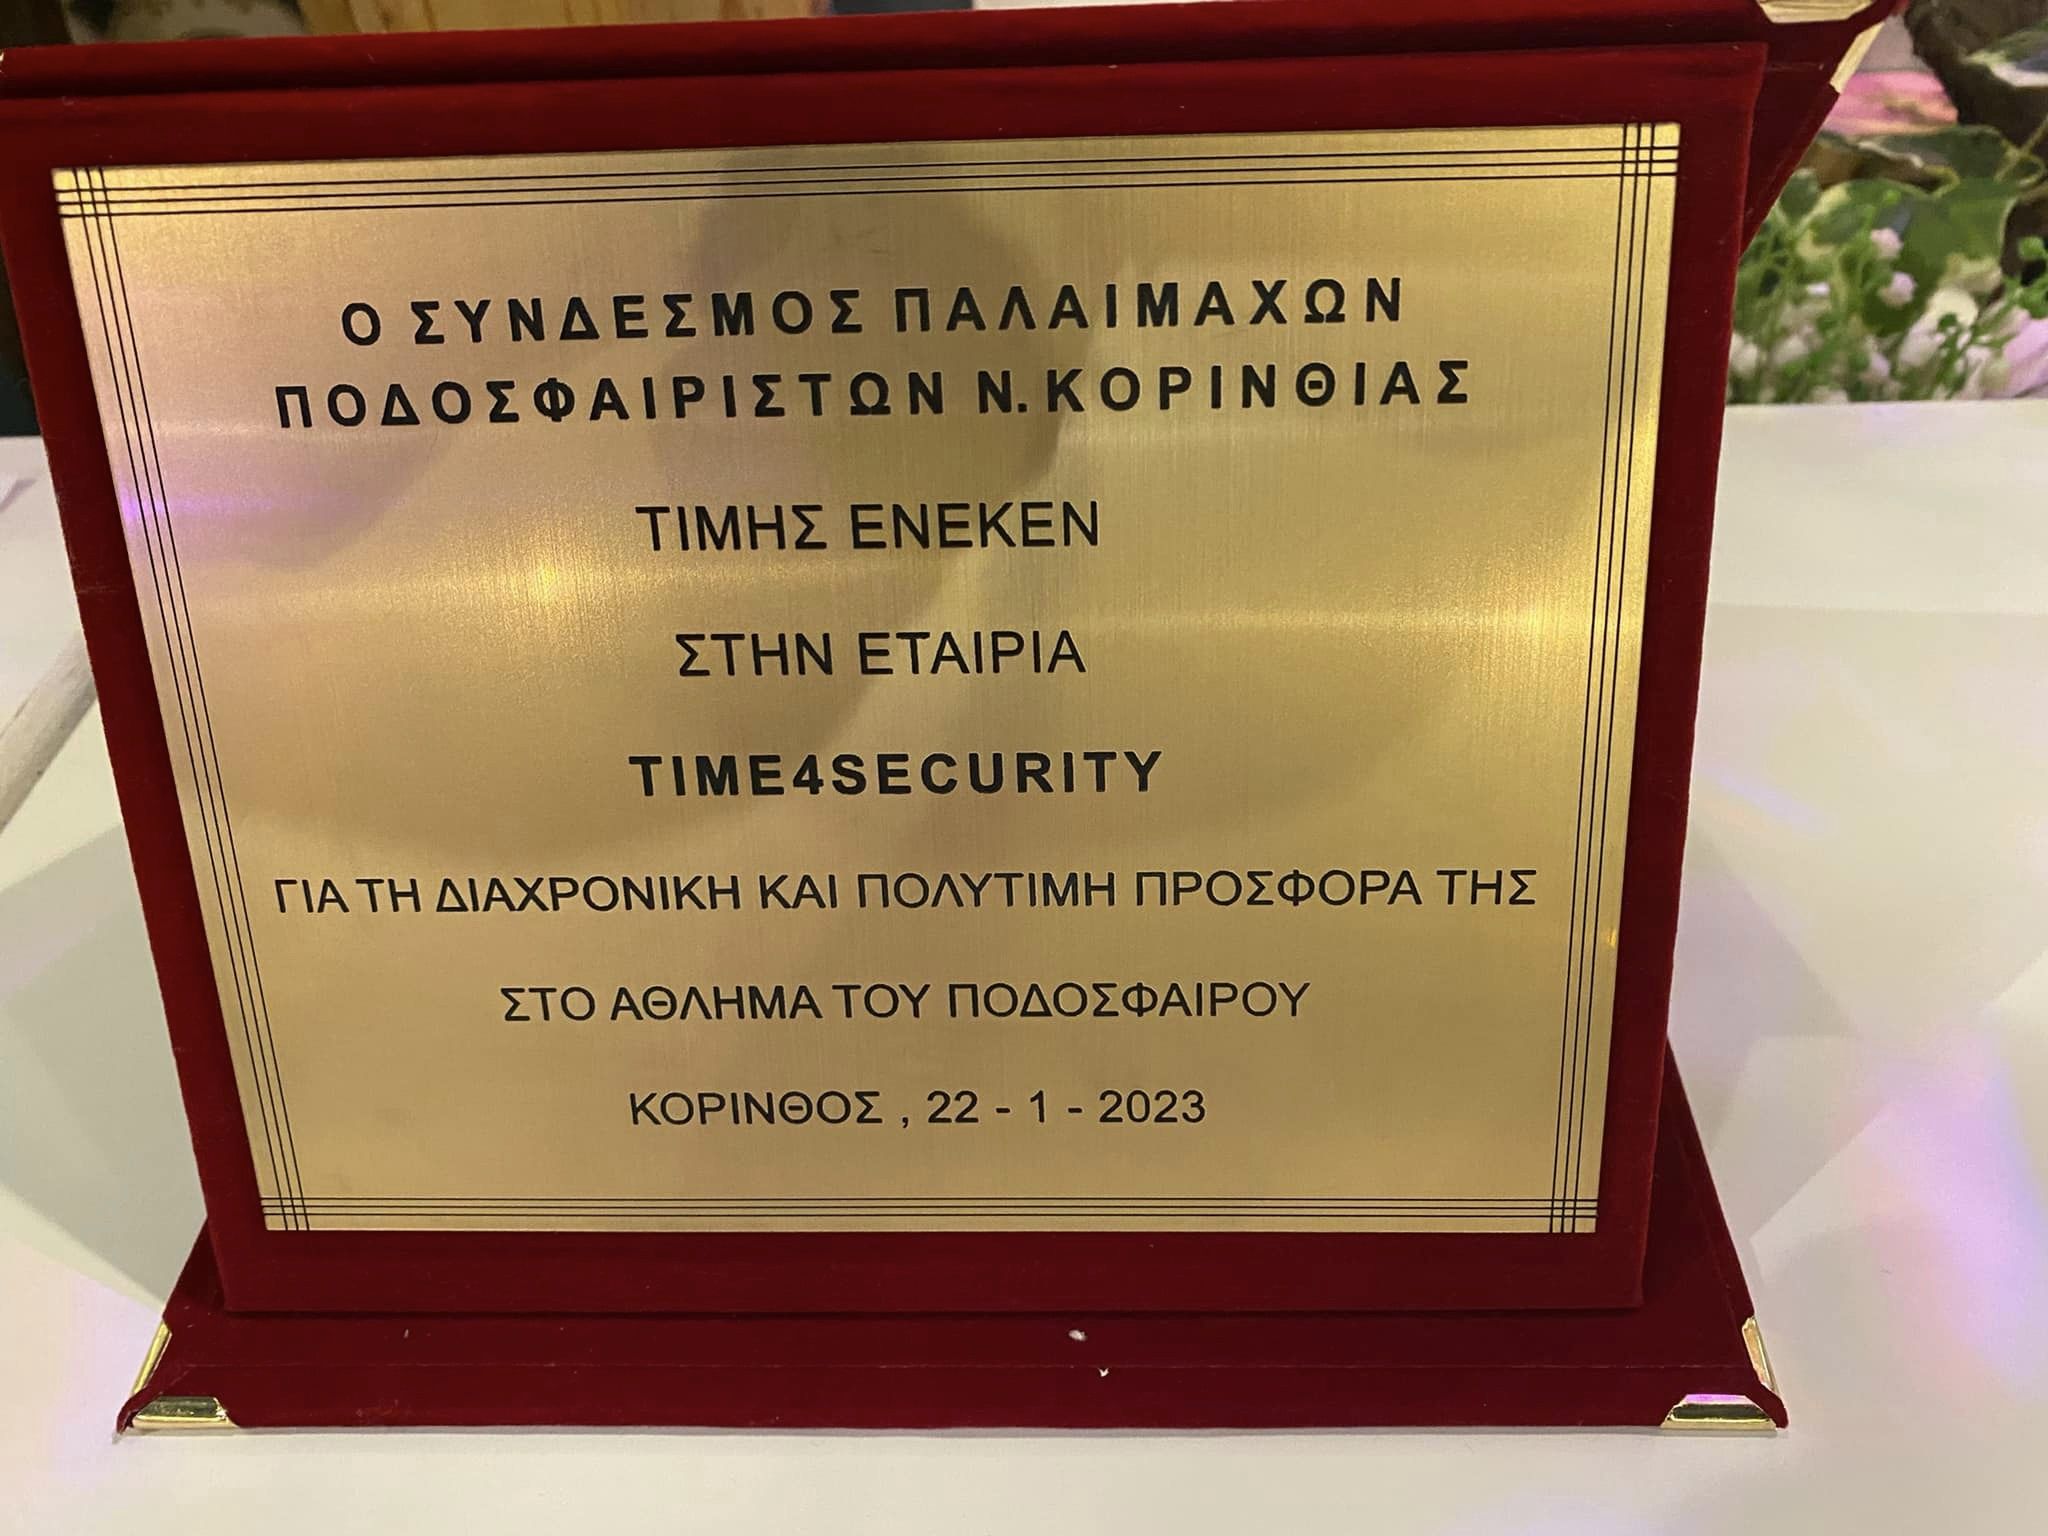 Ο ΣΥΝΔΕΣΜΟΣ ΠΑΛΑΙΜΑΧΩΝ
ΠΟΔΟΣΦΑΙΡΙΣΤΩΝ Ν. ΚΟΡΙΝΘΙΑΣ
ΤΙΜΗΣ ΕΝΕΚΕΝ
ΣΤΗΝ ΕΤΑΙΡΙΑ
TIME4SECURITY
ΓΙΑ ΤΗ ΔΙΑΧΡΟΝΙΚΗ ΚΑΙ ΠΟΛΥΤΙΜΗ ΠΡΟΣΦΟΡΑ ΤΗΣ
ΣΤΟ ΑΘΛΗΜΑ ΤΟΥ ΠΟΔΟΣΦΑΙΡΟΥ
ΚΟΡΙΝΘΟΣ , 22 - 1 - 2023